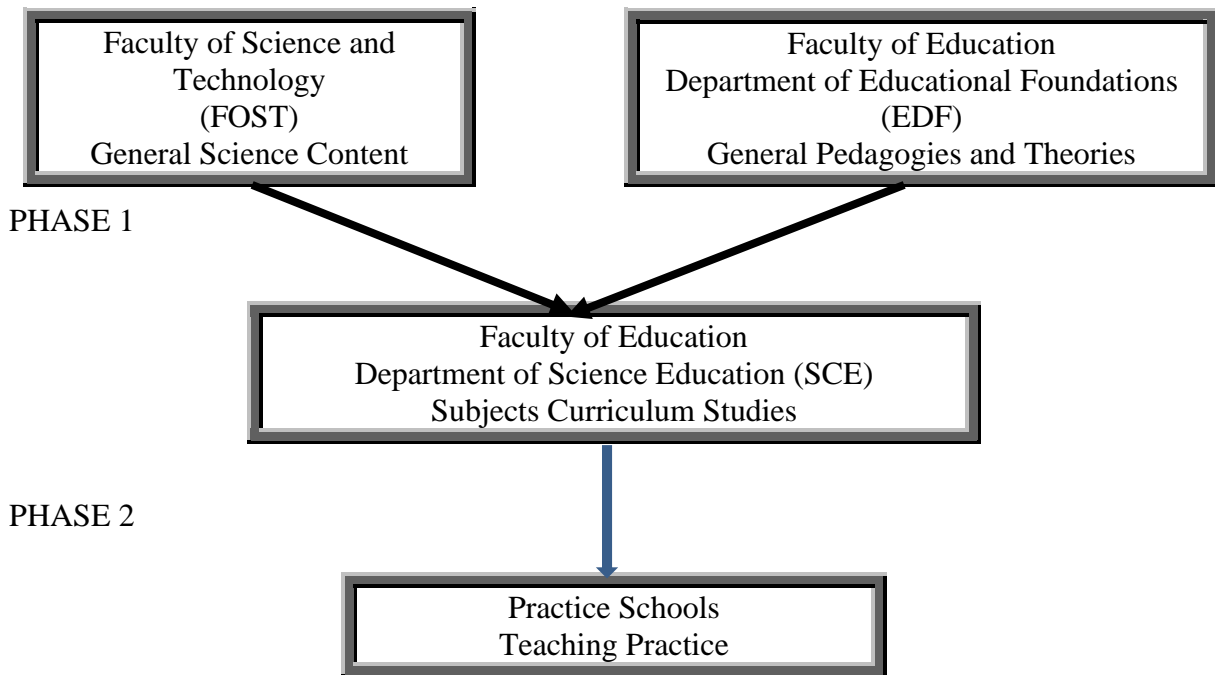 Faculty of Science and
Technology
(FOST)
General Science Content
Faculty of Education
Department of Educational Foundations
(EDF)
General Pedagogies and Theories
PHASE 1
Faculty of Education
Department of Science Education (SCE)
Subjects Curriculum Studies
PHASE 2
Practice Schools
Teaching Practice